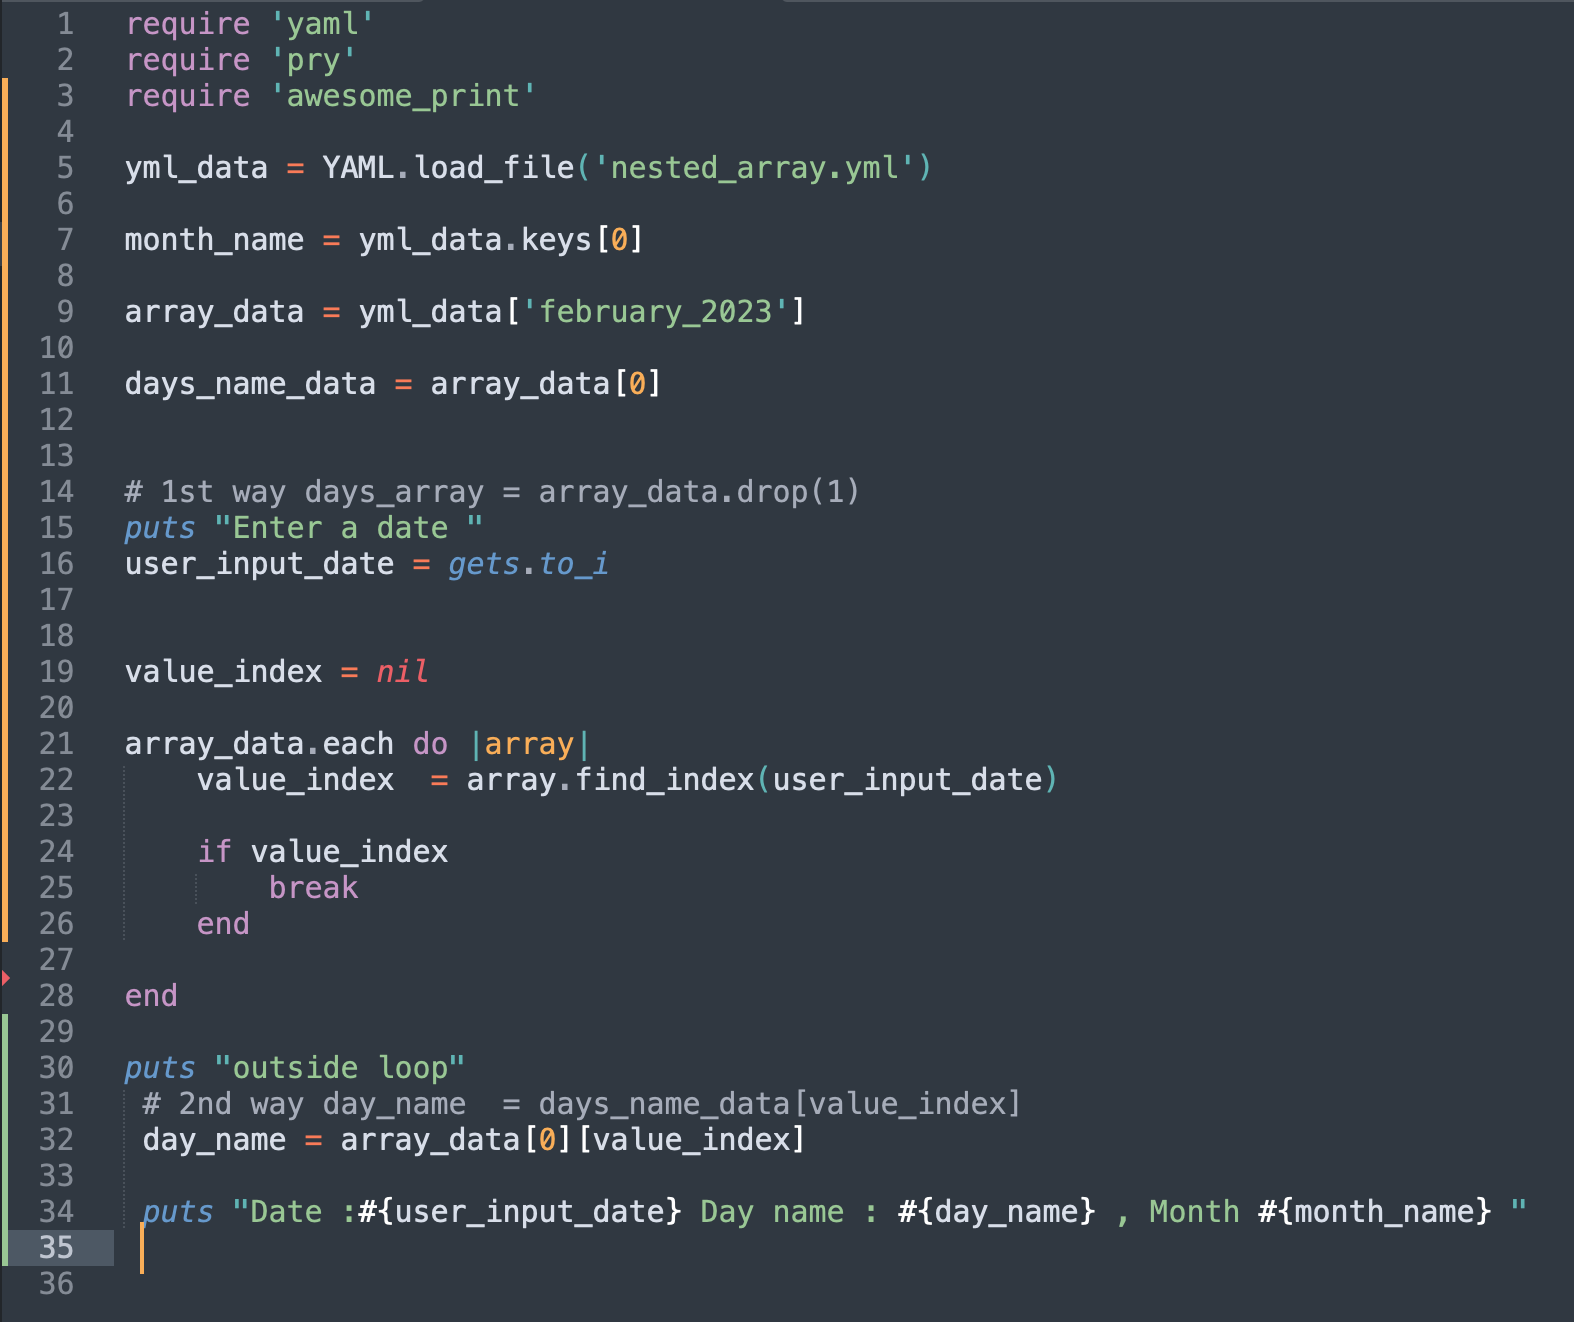 1 require 'yaml'
2 require 'pry'
3 require 'awesome_print'
4
5 yml_data = YAML.load_file('nested_array.yml')
6
7 month_name = yml_data.keys[0]
8
9 array_data = yml_data['february_2023']
10
11 days_name_data = array_data[0]
12
13
14 # 1st way days_array = array_data.drop(1)
15 puts "Enter a date "
16 user_input_date = gets.to_i
17
18
19 value_index = nil
20
21 array_data.each do |array|
22     value_index  = array.find_index(user_input_date)
23
24     if value_index
25         break
26     end
27
28 end
29
30 puts "outside loop"
31  # 2nd way day_name  = days_name_data[value_index]
32  day_name = array_data[0][value_index]
33
34  puts "Date :#{user_input_date} Day name : #{day_name} , Month #{month_name} "
35
36